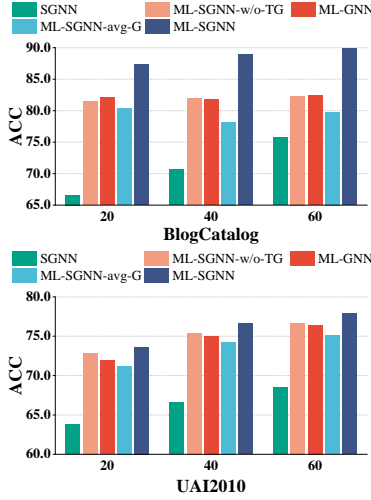 SGNN ML-SGNN-w/o-TG ML-GNN
ML-SGNN-avg-G ML-SGNN
90.0
85.0
80.0
75.0
70.0
65.0
ACC
20 40 60
BlogCatalog
SGNN ML-SGNN-w/o-TG ML-GNN
ML-SGNN-avg-G ML-SGNN
80.0
75.0
70.0
65.0
60.0
ACC
20 40 60
UAI2010